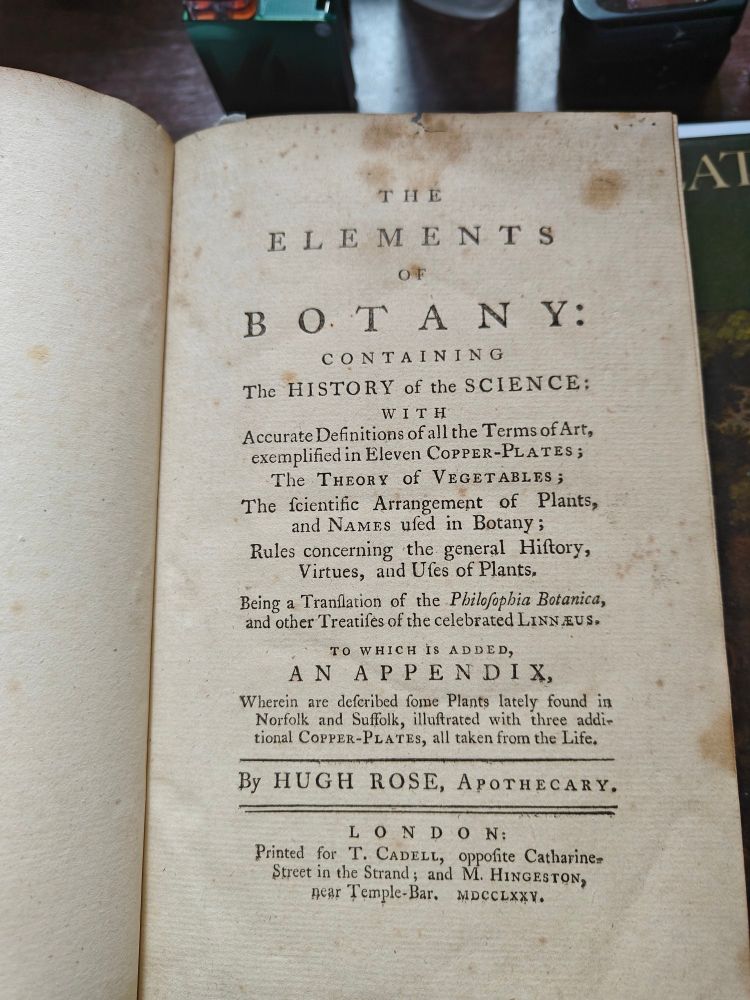 THE
ELEMENTS
OF
BOTANY:
CONTAINING
The HISTORY of the SCIENCE:
WITH
Accurate Definitions of all the Terms of Art,
exemplified in Eleven COPPER-PLATES;
The THEORY of VEGETABLES;
The ſcientific Arrangement of Plants,
and NAMES uſed in Botany;
Rules concerning the general Hiſtory,
Virtues, and Uſes of Plants.
Being a Tranſlation of the Philoſophia Botanica,
and other Treatiſes of the celebrated LINNÆUS.
TO WHICH IS ADDED,
AN APPENDIX,
Wherein are deſcribed ſome Plants lately found in
Norfolk and Suffolk, illuſtrated with three addi-
tional COPPER-PLATES, all taken from the Life.
By HUGH ROSE, APOTHECARY.
LONDON:
Printed for T. CADELL, oppoſite Catharine-
Street in the Strand; and M. HINGESTON,
near Temple-Bar. MDCCLXXV.